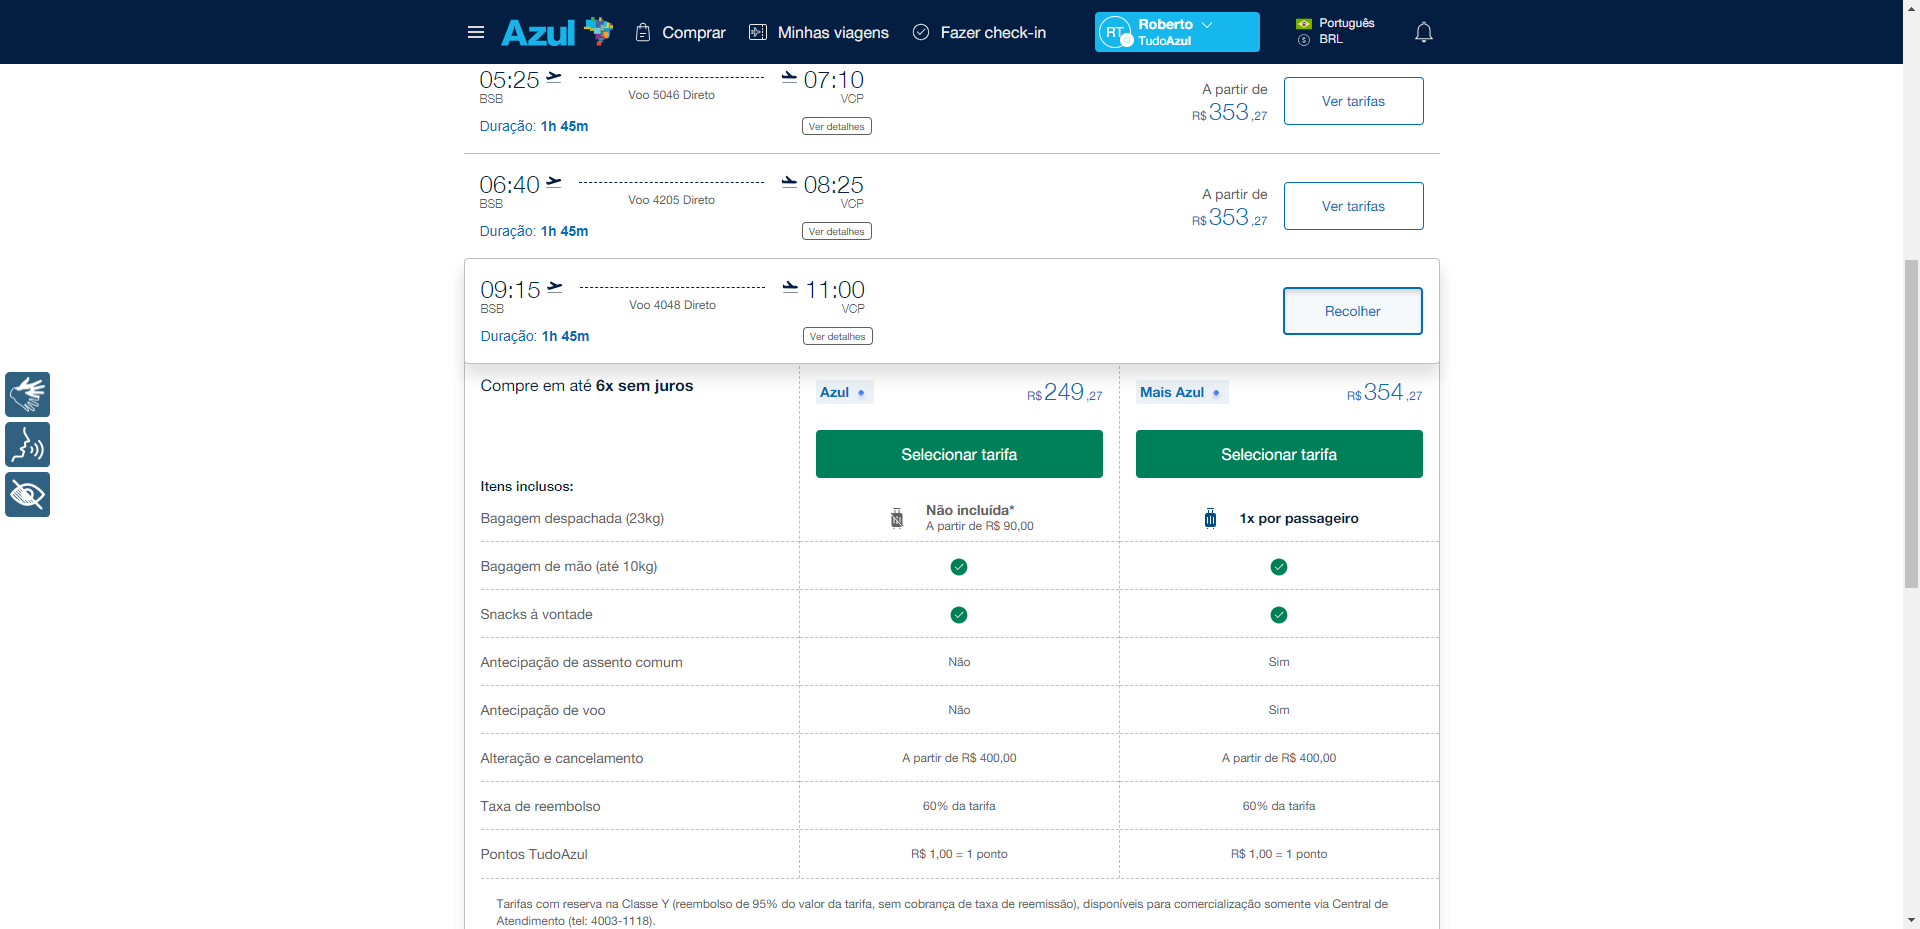 Azul
Comprar
Minhas viagens
Fazer check-in
RT
Roberto
TudoAzul
Português
BRL
05:25
07:10
BSB
Voo 5046 Direto
VCP
Duração: 1h 45m
Ver detalhes
A partir de
R$ 353,27
Ver tarifas
06:40
08:25
BSB
Voo 4205 Direto
VCP
Duração: 1h 45m
Ver detalhes
A partir de
R$ 353,27
Ver tarifas
09:15
11:00
BSB
Voo 4048 Direto
VCP
Duração: 1h 45m
Ver detalhes
Recolher
Compre em até 6x sem juros
Azul
R$ 249,27
Mais Azul
R$ 354,27
Selecionar tarifa
Selecionar tarifa
Itens inclusos:
Bagagem despachada (23kg)
Não incluída*
A partir de R$ 90,00
1x por passageiro
Bagagem de mão (até 10kg)
Snacks à vontade
Antecipação de assento comum
Não
Sim
Antecipação de voo
Não
Sim
Alteração e cancelamento
A partir de R$ 400,00
A partir de R$ 400,00
Taxa de reembolso
60% da tarifa
60% da tarifa
Pontos TudoAzul
R$ 1,00 = 1 ponto
R$ 1,00 = 1 ponto
Tarifas com reserva na Classe Y (reembolso de 95% do valor da tarifa, sem cobrança de taxa de reemissão), disponíveis para comercialização somente via Central de
Atendimento (tel: 4003-1118).